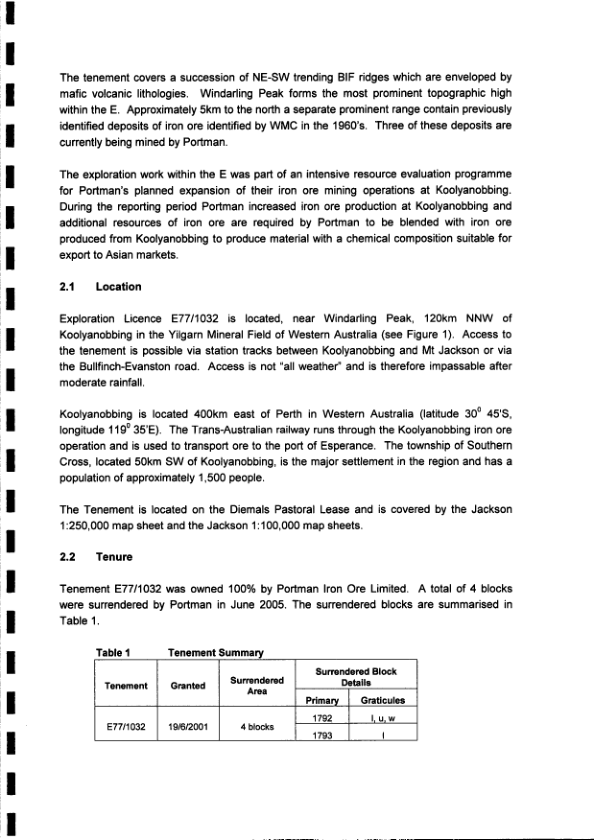 The tenement covers a succession of NE-SW trending BIF ridges which are enveloped by
mafic volcanic lithologies. Windarling Peak forms the most prominent topographic high
within the E. Approximately 5km to the north a separate prominent range contain previously
identified deposits of iron ore identified by WMC in the 1960's. Three of these deposits are
currently being mined by Portman.
The exploration work within the E was part of an intensive resource evaluation programme
for Portman's planned expansion of their iron ore mining operations at Koolyanobbing.
During the reporting period Portman increased iron ore production at Koolyanobbing and
additional resources of iron ore are required by Portman to be blended with iron ore
produced from Koolyanobbing to produce material with a chemical composition suitable for
export to Asian markets.
2.1 Location
Exploration Licence E77/1032 is located, near Windarling Peak, 120km NNW of
Koolyanobbing in the Yilgarn Mineral Field of Western Australia (see Figure 1). Access to
the tenement is possible via station tracks between Koolyanobbing and Mt Jackson or via
the Bullfinch-Evanston road. Access is not "all weather" and is therefore impassable after
moderate rainfall.
Koolyanobbing is located 400km east of Perth in Western Australia (latitude 30⁰ 45'S,
longitude 119⁰ 35'E). The Trans-Australian railway runs through the Koolyanobbing iron ore
operation and is used to transport ore to the port of Esperance. The township of Southern
Cross, located 50km SW of Koolyanobbing, is the major settlement in the region and has a
population of approximately 1,500 people.
The Tenement is located on the Diemals Pastoral Lease and is covered by the Jackson
1:250,000 map sheet and the Jackson 1:100,000 map sheets.
2.2 Tenure
Tenement E77/1032 was owned 100% by Portman Iron Ore Limited. A total of 4 blocks
were surrendered by Portman in June 2005. The surrendered blocks are summarised in
Table 1.
Table 1 Tenement Summary
Tenement Granted Surrendered Area Surrendered Block Details
Primary Graticules
E77/1032 19/6/2001 4 blocks 1792 l, u, w
1793 l